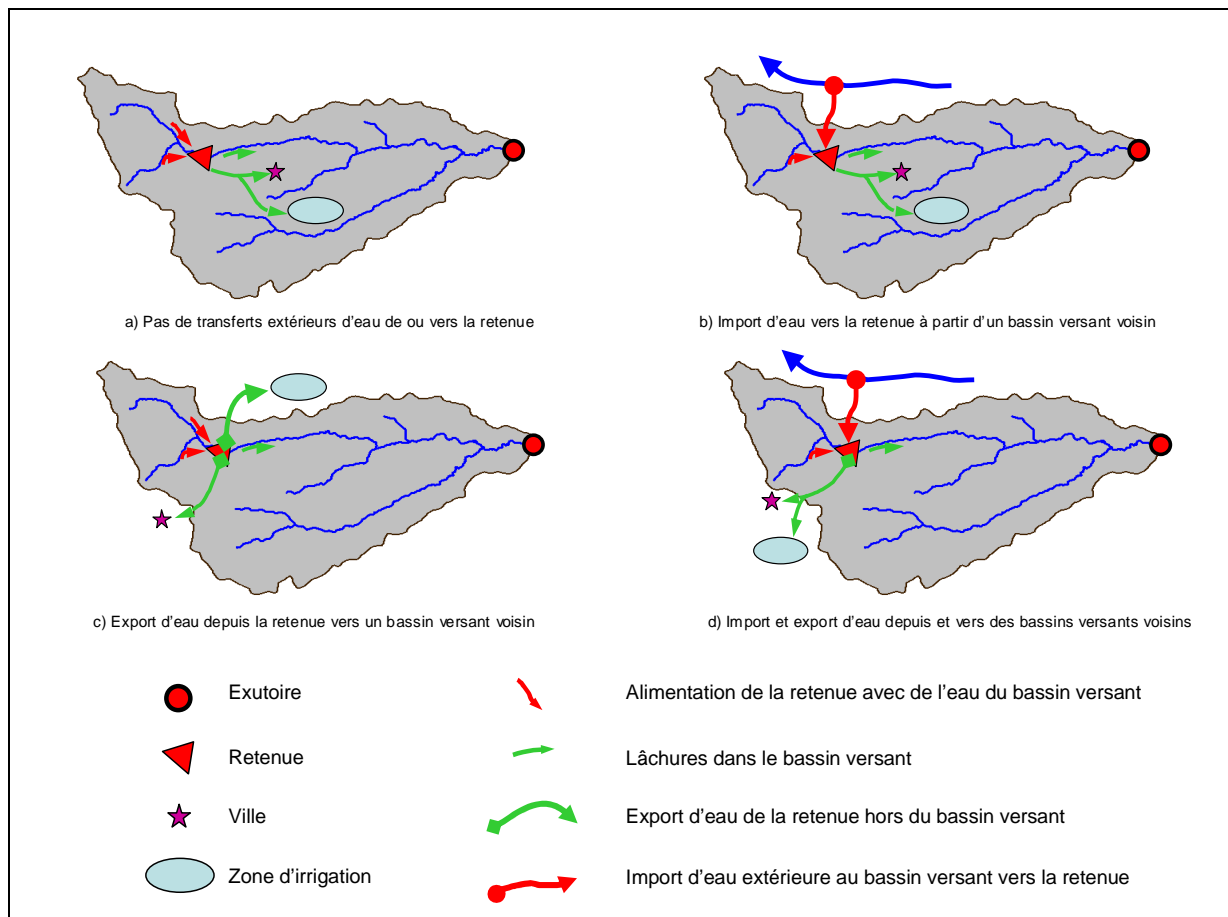 a) Pas de transferts extérieurs d'eau de ou vers la retenue
b) Import d'eau vers la retenue à partir d'un bassin versant voisin
c) Export d'eau depuis la retenue vers un bassin versant voisin
d) Import et export d'eau depuis et vers des bassins versants voisins
Exutoire
Alimentation de la retenue avec de l'eau du bassin versant
Retenue
Lâchures dans le bassin versant
Ville
Export d'eau de la retenue hors du bassin versant
Zone d'irrigation
Import d'eau extérieure au bassin versant vers la retenue